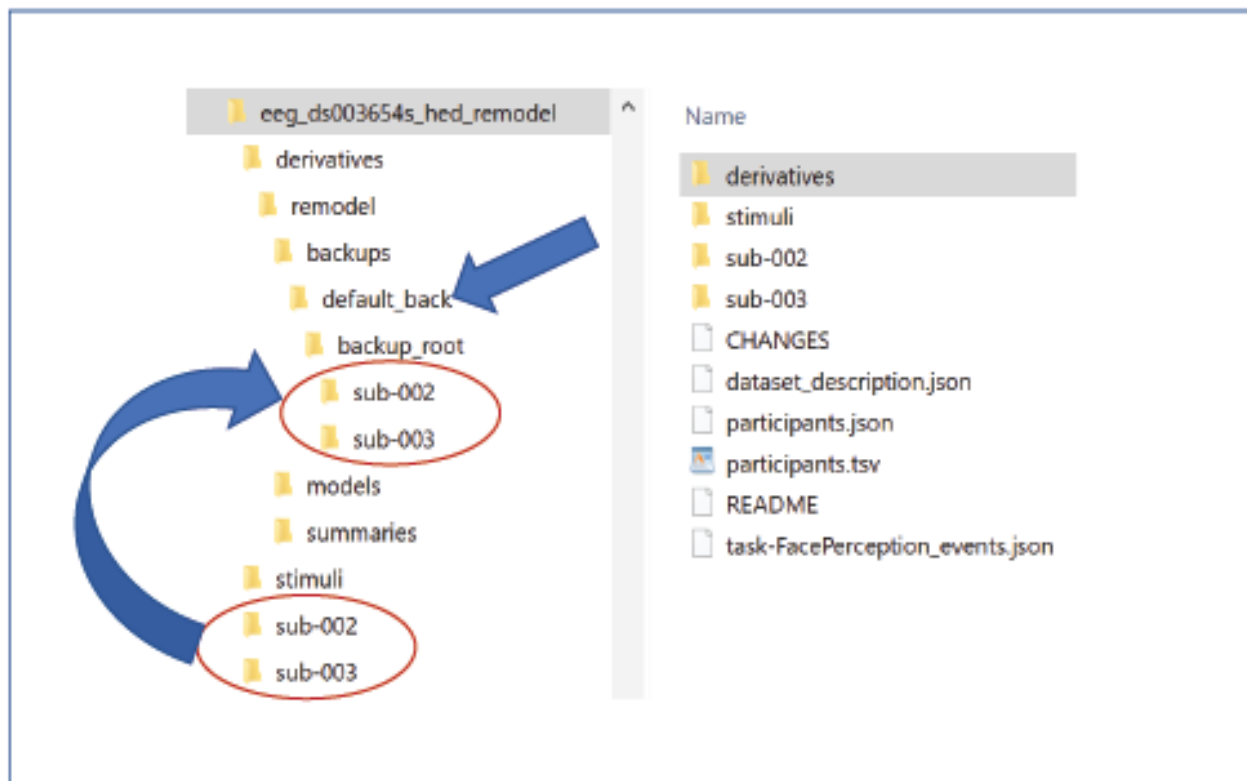 eeg_ds003654s_hed_remodel
derivatives
remodel
backups
default_back
backup_root
sub-002
sub-003
models
summaries
stimuli
sub-002
sub-003
Name
derivatives
stimuli
sub-002
sub-003
CHANGES
dataset_description.json
participants.json
participants.tsv
README
task-FacePerception_events.json